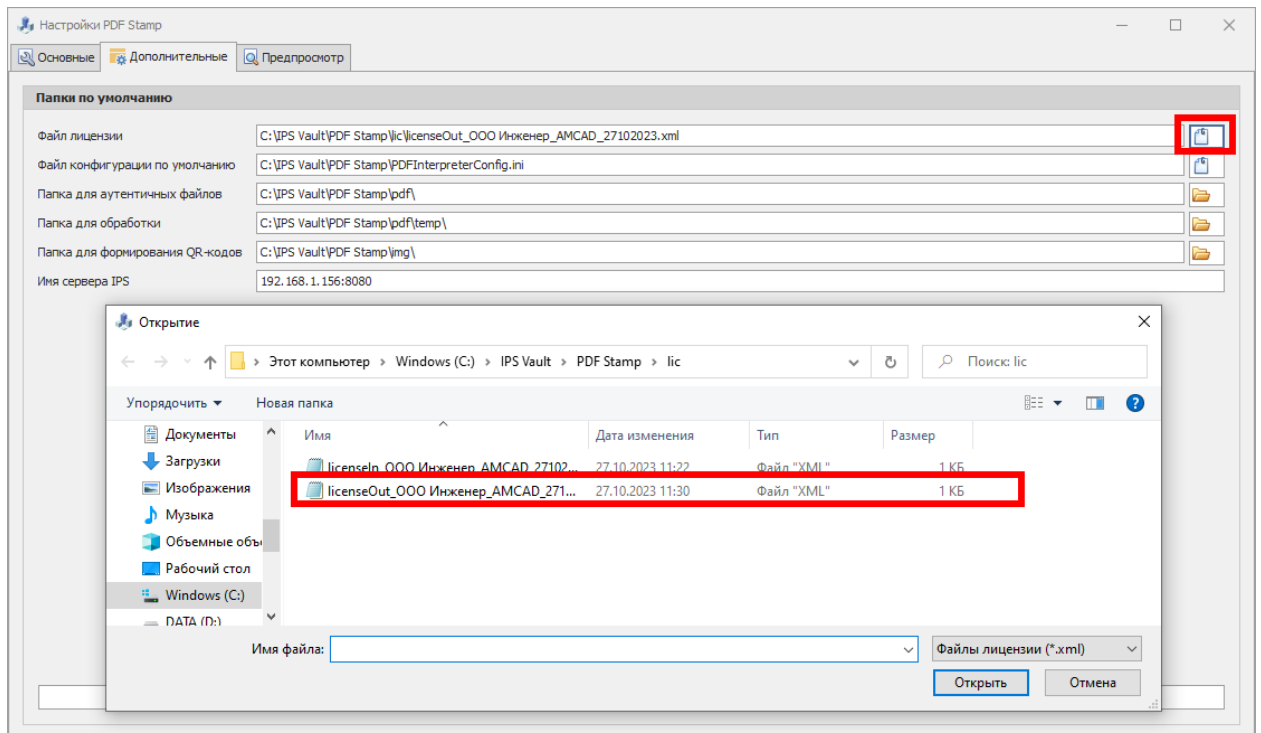 Настройки PDF Stamp
Основные Дополнительные Предпросмотр
Папки по умолчанию
Файл лицензии C:\IPS Vault\PDF Stamp\lic\licenseOut_ООО Инженер_AMCAD_27102023.xml
Файл конфигурации по умолчанию C:\IPS Vault\PDF Stamp\PDFInterpreterConfig.ini
Папка для аутентичных файлов C:\IPS Vault\PDF Stamp\pdf\
Папка для обработки C:\IPS Vault\PDF Stamp\pdf\temp\
Папка для формирования QR-кодов C:\IPS Vault\PDF Stamp\img\
Имя сервера IPS 192.168.1.156:8080
Открытие
Этот компьютер > Windows (C:) > IPS Vault > PDF Stamp > lic Поиск: lic
Упорядочить Новая папка
Документы Имя Дата изменения Тип Размер
Загрузки licenseIn_ООО Инженер_AMCAD_27102... 27.10.2023 11:22 Файл "XML" 1 КБ
Изображения licenseOut_ООО Инженер_AMCAD_271... 27.10.2023 11:30 Файл "XML" 1 КБ
Музыка
Объемные объ
Рабочий стол
Windows (C:)
DATA (D:)
Имя файла: Файлы лицензии (*.xml)
Открыть Отмена